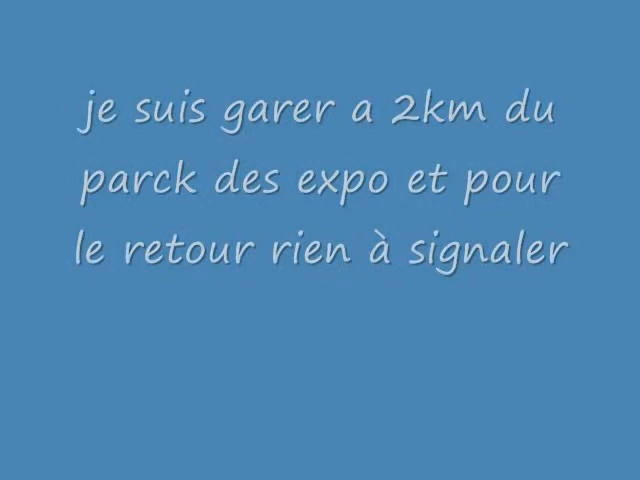 je suis garer a 2km du
parck des expo et pour
le retour rien à signaler